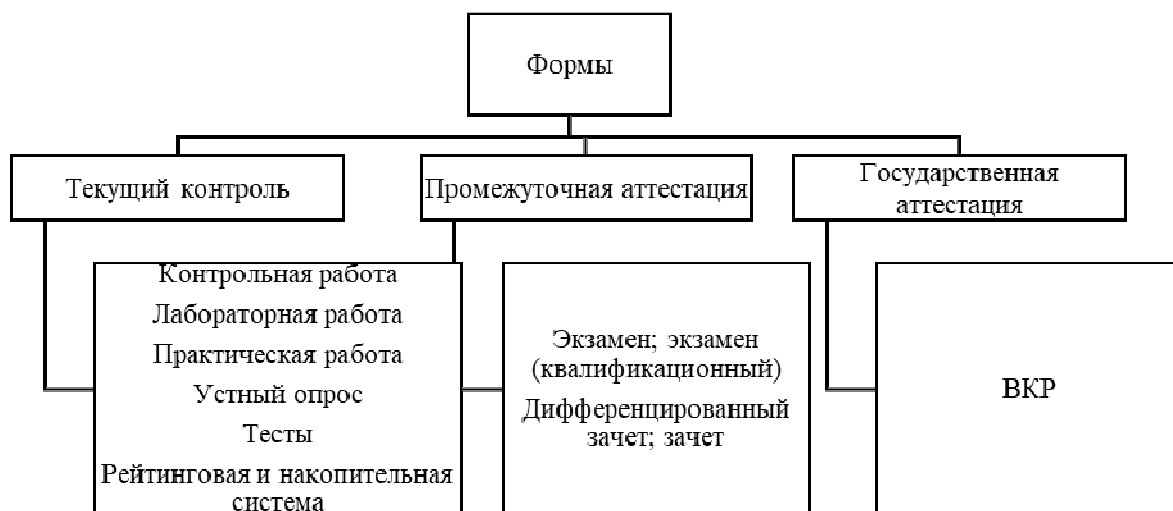 Формы
Текущий контроль
Промежуточная аттестация
Государственная
аттестация
Контрольная работа
Лабораторная работа
Практическая работа
Устный опрос
Тесты
Рейтинговая и накопительная
система
Экзамен; экзамен
(квалификационный)
Дифференцированный
зачет; зачет
ВКР